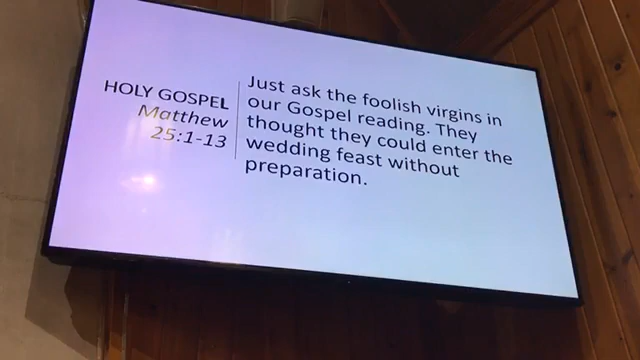 HOLY GOSPEL
Matthew
25:1-13
Just ask the foolish virgins in
our Gospel reading. They
thought they could enter the
wedding feast without
preparation.